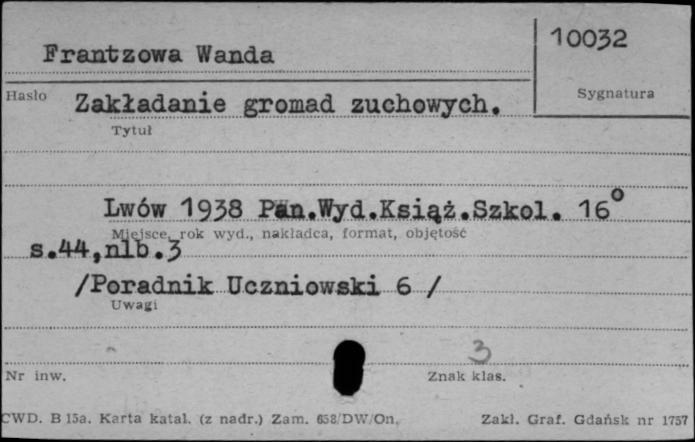 Frantzowa Wanda
10032
Hasło
Sygnatura
Zakładanie gromad zuchowych.
Tytuł
Lwów 1938 Pań.Wyd.Książ.Szkol. 16°
Miejsce, rok wyd., nakładca, format, objętość
s.44,nlb.3
/Poradnik Uczniowski 6 /
Uwagi
3
Nr inw.
Znak klas.
CWD. B 15a. Karta katal. (z nadr.) Zam. 658/DW/On.
Zakł. Graf. Gdańsk nr 1757